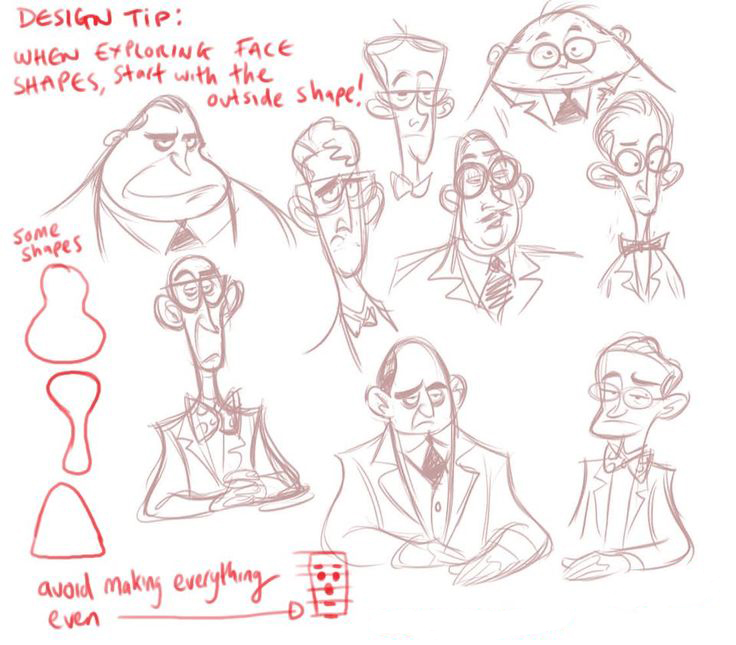 DESIGN TIP:
WHEN EXPLORING FACE
SHAPES, start with the
outside shape!
Some
shapes
avoid making everything
even